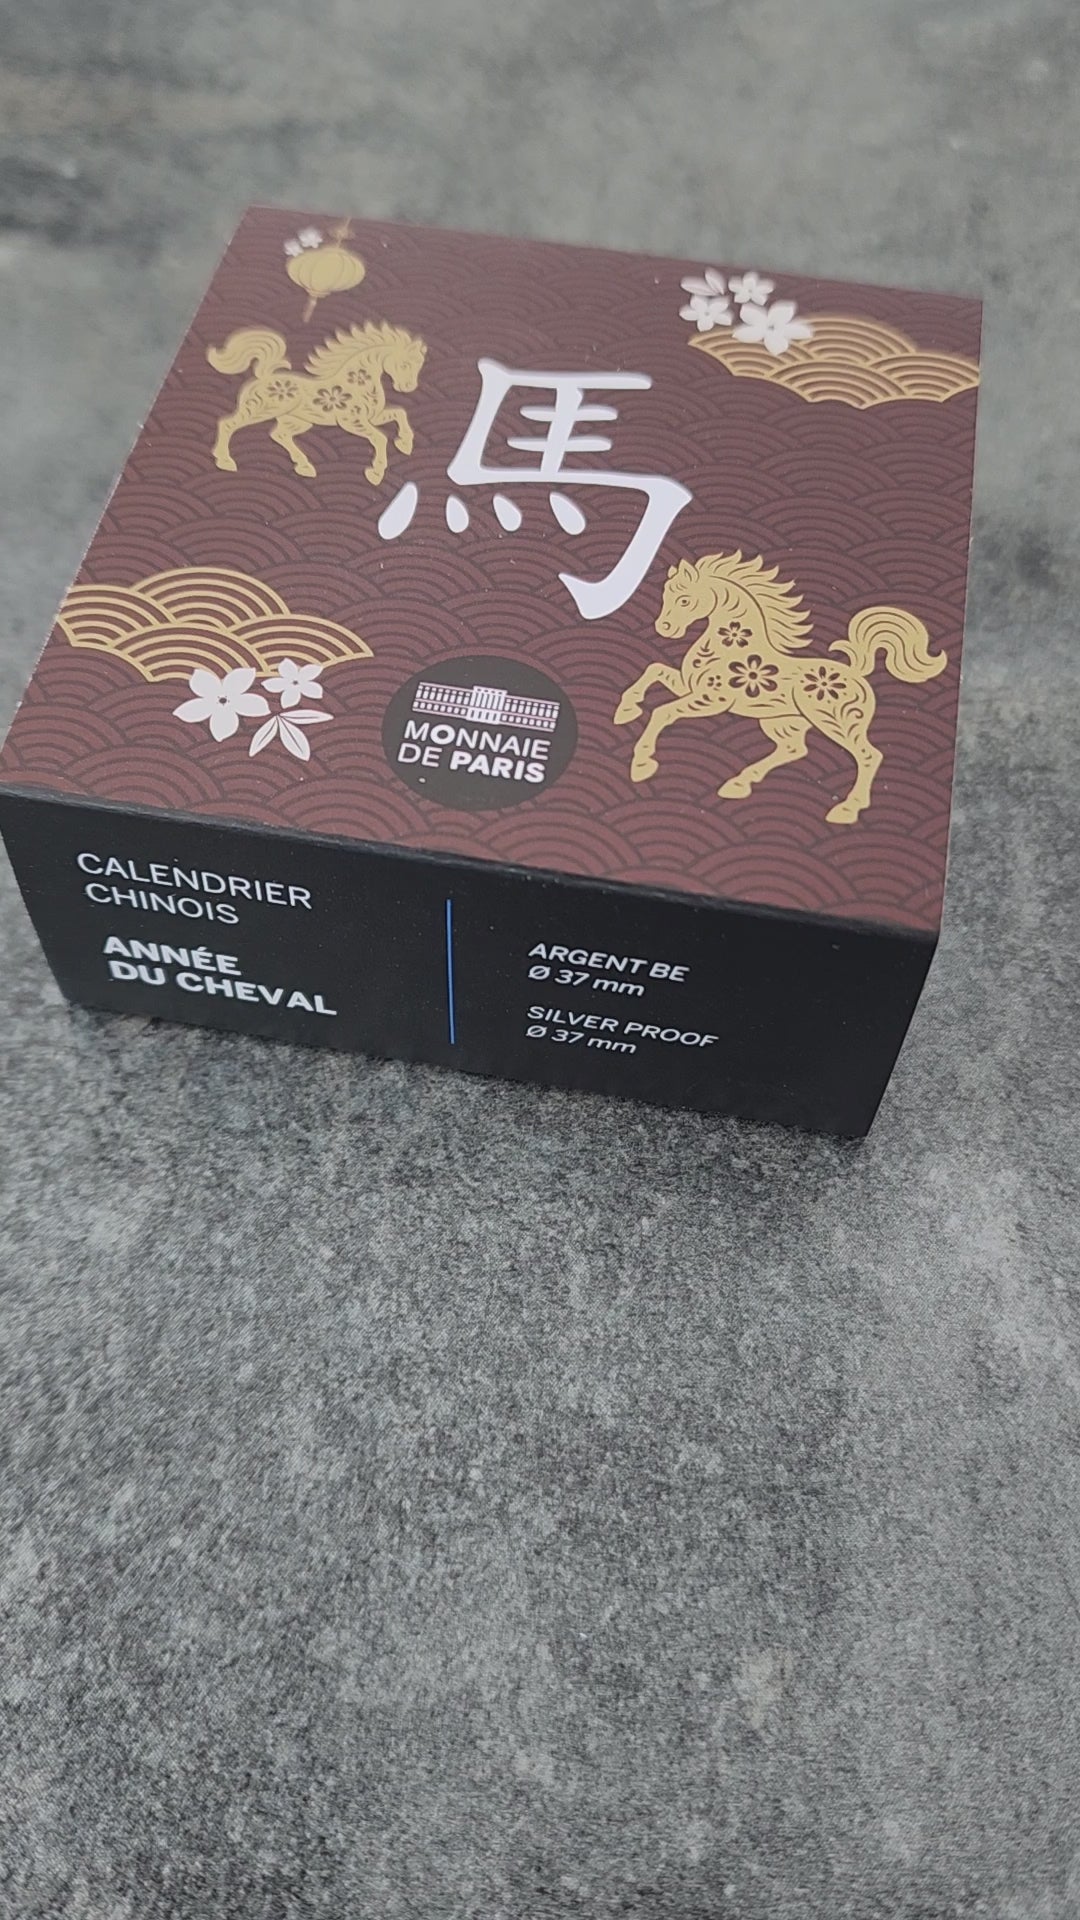 馬
MONNAIE
DE PARIS
CALENDRIER
CHINOIS
ANNÉE
DU CHEVAL
ARGENT BE
Ø 37 mm
SILVER PROOF
Ø 37 mm